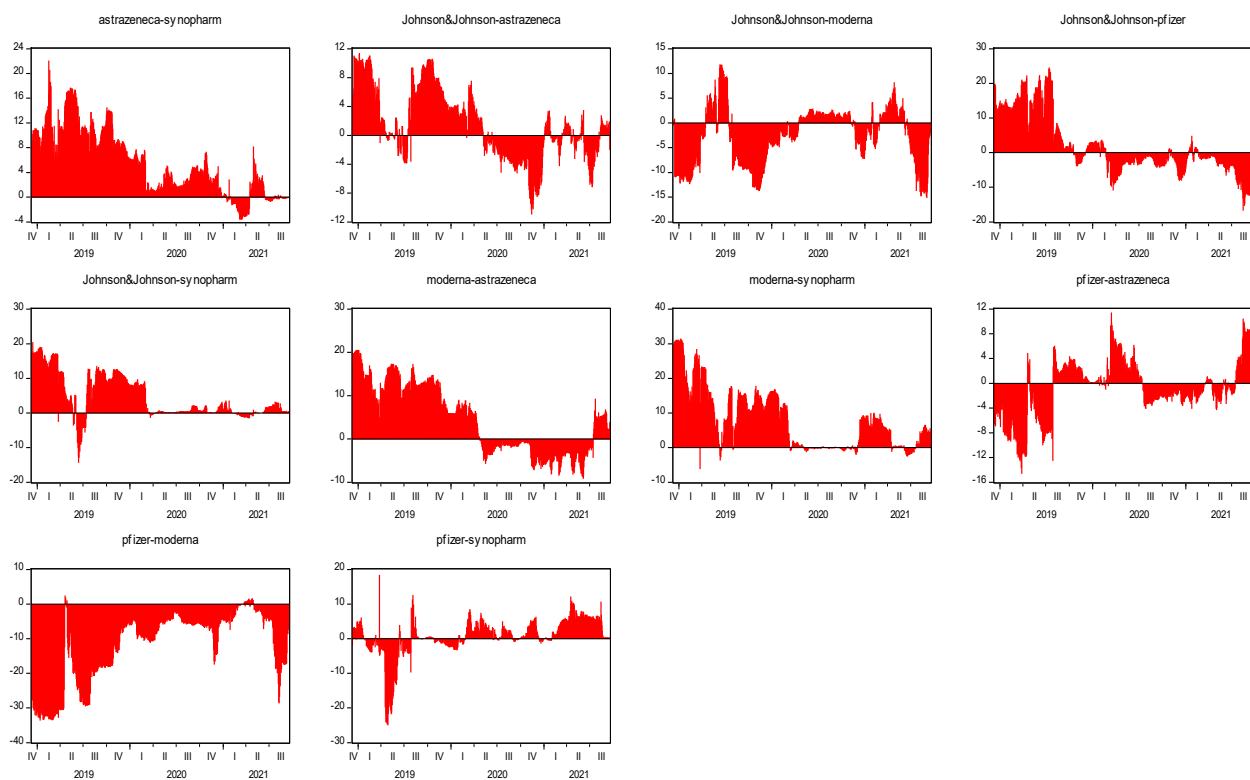 astrazeneca-synopharm
24
20
16
12
8
4
0
-4
IV I II III IV I II III IV I II III
2019 2020 2021
Johnson&Johnson-astrazeneca
12
8
4
0
-4
-8
-12
IV I II III IV I II III IV I II III
2019 2020 2021
Johnson&Johnson-moderna
15
10
5
0
-5
-10
-15
-20
IV I II III IV I II III IV I II III
2019 2020 2021
Johnson&Johnson-pfizer
30
20
10
0
-10
-20
IV I II III IV I II III IV I II III
2019 2020 2021
Johnson&Johnson-synopharm
30
20
10
0
-10
-20
IV I II III IV I II III IV I II III
2019 2020 2021
moderna-astrazeneca
30
20
10
0
-10
IV I II III IV I II III IV I II III
2019 2020 2021
moderna-synopharm
40
30
20
10
0
-10
IV I II III IV I II III IV I II III
2019 2020 2021
pfizer-astrazeneca
12
8
4
0
-4
-8
-12
-16
IV I II III IV I II III IV I II III
2019 2020 2021
pfizer-moderna
10
0
-10
-20
-30
-40
IV I II III IV I II III IV I II III
2019 2020 2021
pfizer-synopharm
20
10
0
-10
-20
-30
IV I II III IV I II III IV I II III
2019 2020 2021